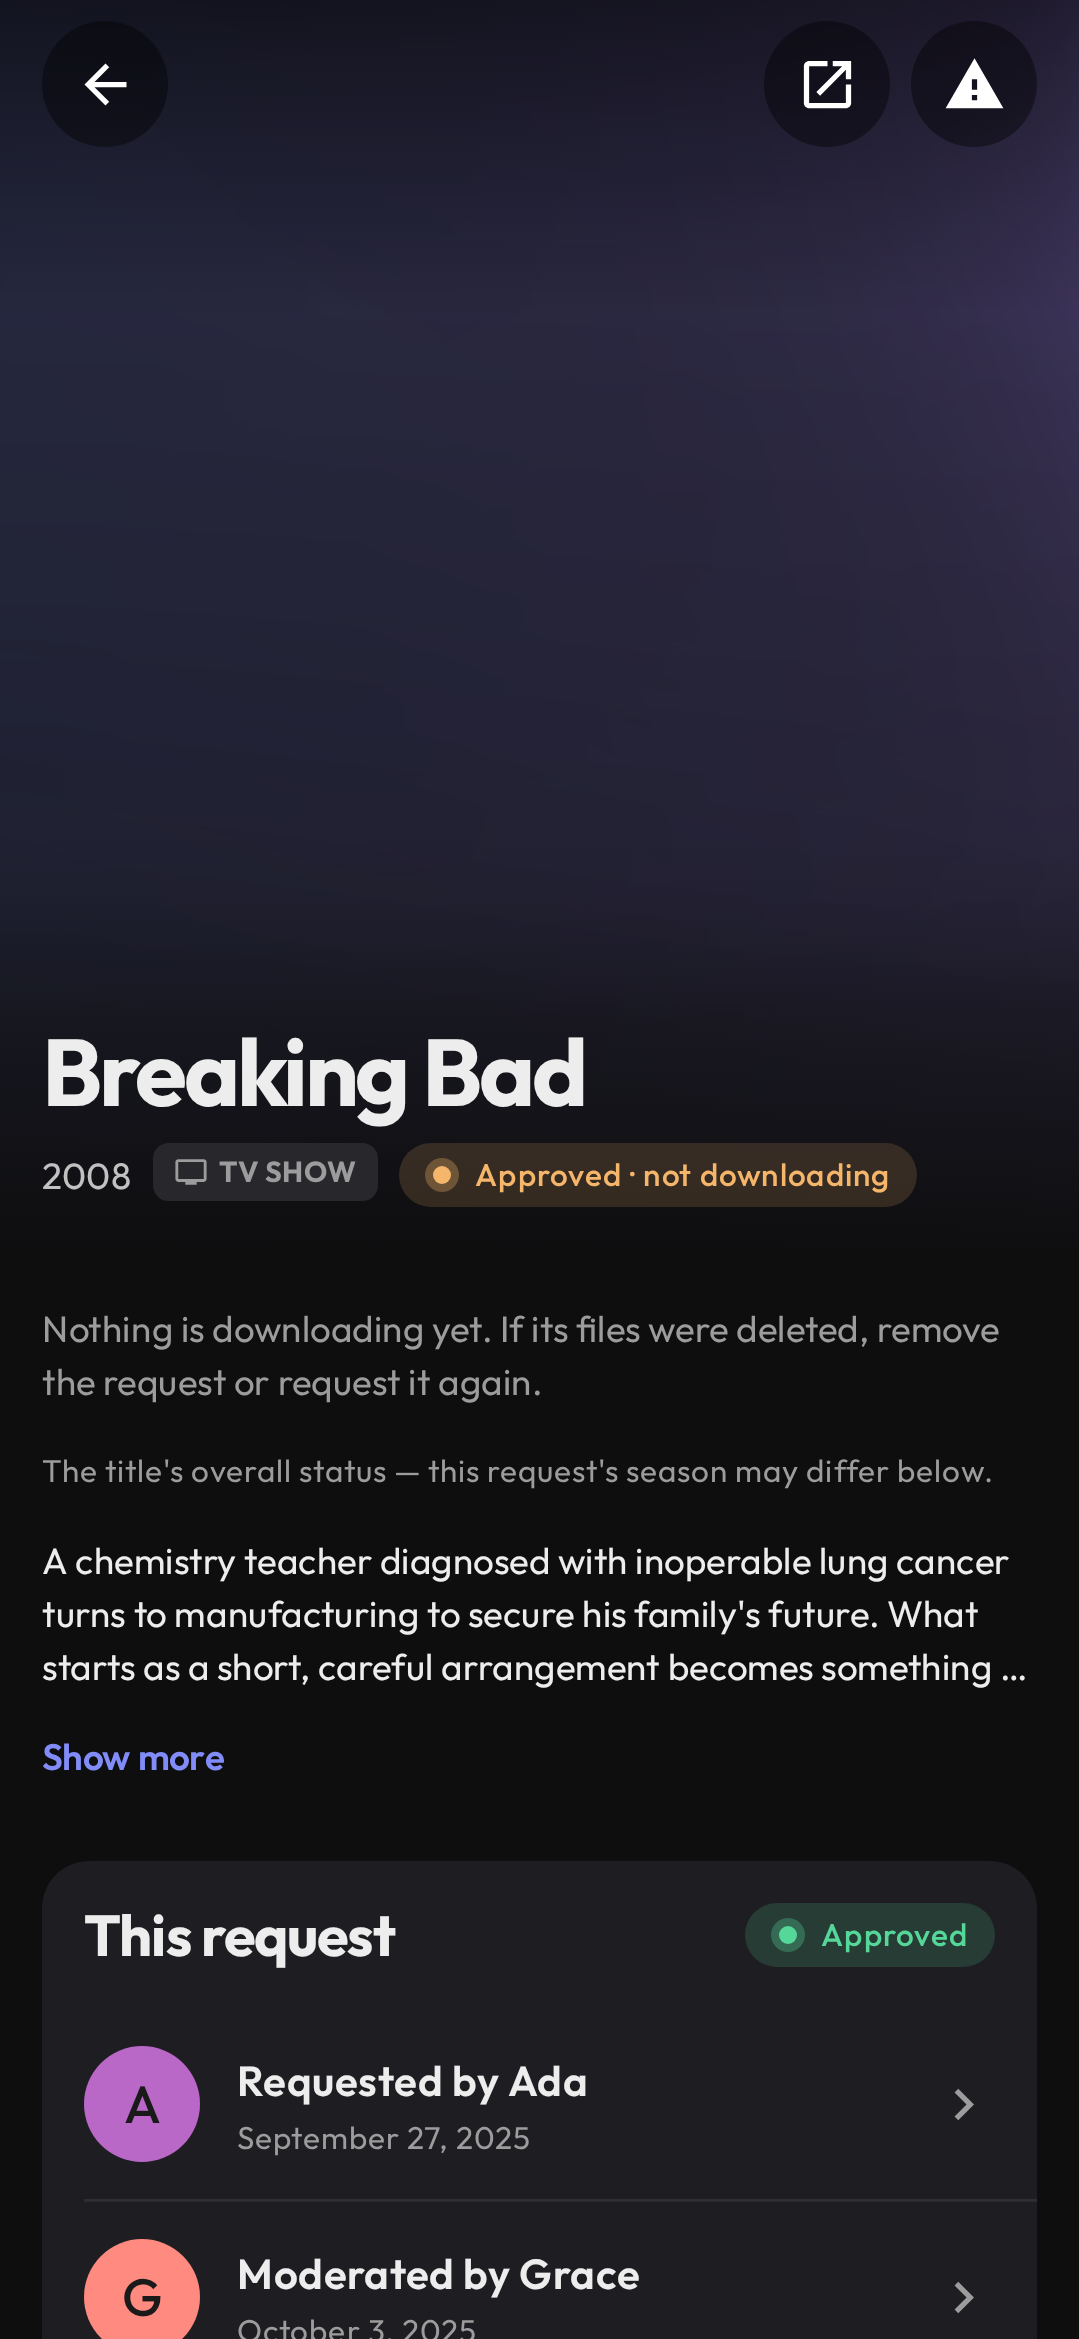 Breaking Bad
2008 TV SHOW Approved · not downloading
Nothing is downloading yet. If its files were deleted, remove
the request or request it again.
The title's overall status — this request's season may differ below.
A chemistry teacher diagnosed with inoperable lung cancer
turns to manufacturing to secure his family's future. What
starts as a short, careful arrangement becomes something ...
Show more
This request Approved
A Requested by Ada
September 27, 2025
G Moderated by Grace
October 3, 2025